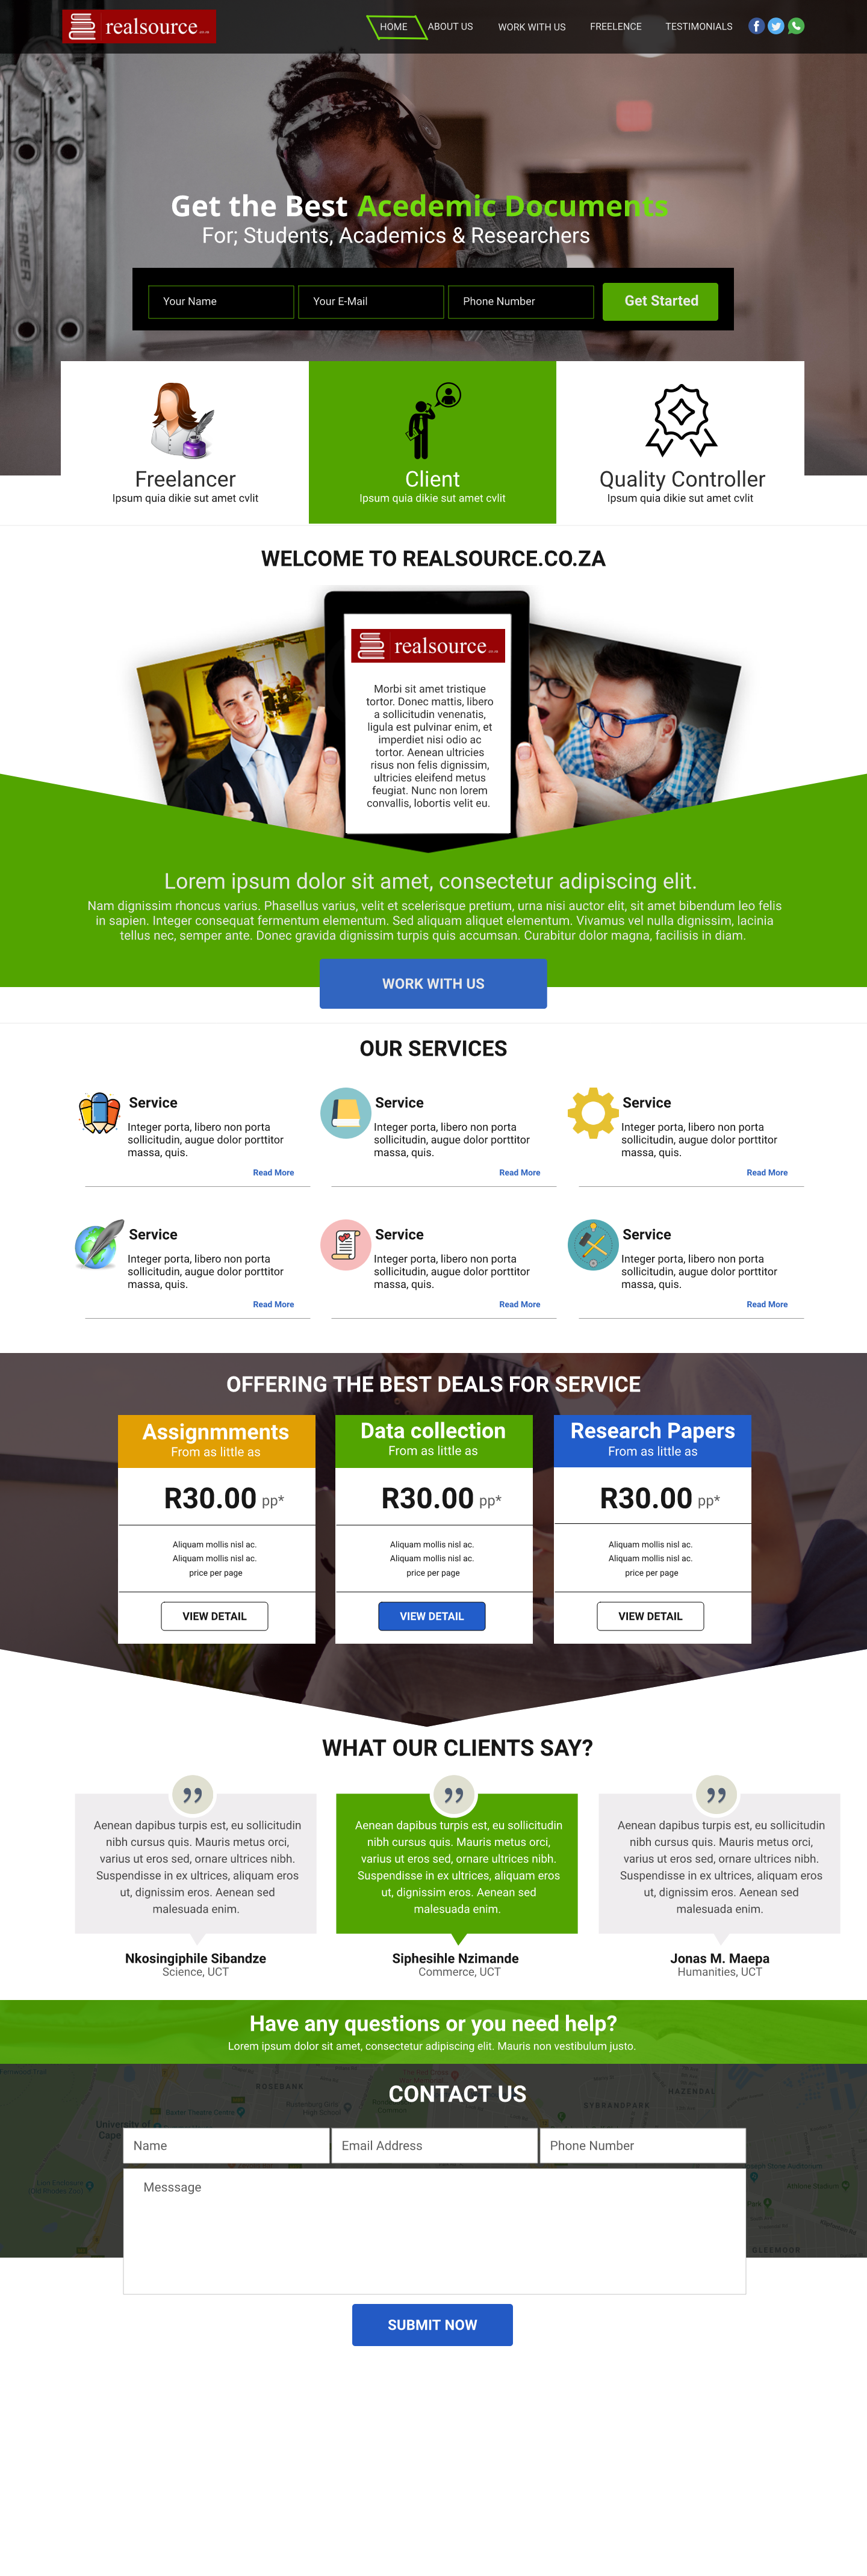 realsource
HOME
ABOUT US
WORK WITH US
FREELENCE
TESTIMONIALS
Get the Best Acedemic Documents
For; Students, Academics & Researchers
Your Name
Your E-Mail
Phone Number
Get Started
Freelancer
Ipsum quia dikie sut amet cvlit
Client
Ipsum quia dikie sut amet cvlit
Quality Controller
Ipsum quia dikie sut amet cvlit
WELCOME TO REALSOURCE.CO.ZA
realsource
Morbi sit amet tristique
tortor. Donec mattis, libero
a sollicitudin venenatis,
ligula est pulvinar enim, et
imperdiet nisi odio ac
tortor. Aenean ultricies
risus non felis dignissim,
ultricies eleifend metus
feugiat. Nunc non lorem
convallis, lobortis velit eu.
Lorem ipsum dolor sit amet, consectetur adipiscing elit.
Nam dignissim rhoncus varius. Phasellus varius, velit et scelerisque pretium, urna nisi auctor elit, sit amet bibendum leo felis
in sapien. Integer consequat fermentum elementum. Sed aliquam aliquet elementum. Vivamus vel nulla dignissim, lacinia
tellus nec, semper ante. Donec gravida dignissim turpis quis accumsan. Curabitur dolor magna, facilisis in diam.
WORK WITH US
OUR SERVICES
Service
Integer porta, libero non porta
sollicitudin, augue dolor porttitor
massa, quis.
Read More
Service
Integer porta, libero non porta
sollicitudin, augue dolor porttitor
massa, quis.
Read More
Service
Integer porta, libero non porta
sollicitudin, augue dolor porttitor
massa, quis.
Read More
Service
Integer porta, libero non porta
sollicitudin, augue dolor porttitor
massa, quis.
Read More
Service
Integer porta, libero non porta
sollicitudin, augue dolor porttitor
massa, quis.
Read More
Service
Integer porta, libero non porta
sollicitudin, augue dolor porttitor
massa, quis.
Read More
OFFERING THE BEST DEALS FOR SERVICE
Assignmments
From as little as
R30.00 pp*
Aliquam mollis nisl ac.
Aliquam mollis nisl ac.
price per page
VIEW DETAIL
Data collection
From as little as
R30.00 pp*
Aliquam mollis nisl ac.
Aliquam mollis nisl ac.
price per page
VIEW DETAIL
Research Papers
From as little as
R30.00 pp*
Aliquam mollis nisl ac.
Aliquam mollis nisl ac.
price per page
VIEW DETAIL
WHAT OUR CLIENTS SAY?
Aenean dapibus turpis est, eu sollicitudin
nibh cursus quis. Mauris metus orci,
varius ut eros sed, ornare ultrices nibh.
Suspendisse in ex ultrices, aliquam eros
ut, dignissim eros. Aenean sed
malesuada enim.
Nkosingiphile Sibandze
Science, UCT
Aenean dapibus turpis est, eu sollicitudin
nibh cursus quis. Mauris metus orci,
varius ut eros sed, ornare ultrices nibh.
Suspendisse in ex ultrices, aliquam eros
ut, dignissim eros. Aenean sed
malesuada enim.
Siphesihle Nzimande
Commerce, UCT
Aenean dapibus turpis est, eu sollicitudin
nibh cursus quis. Mauris metus orci,
varius ut eros sed, ornare ultrices nibh.
Suspendisse in ex ultrices, aliquam eros
ut, dignissim eros. Aenean sed
malesuada enim.
Jonas M. Maepa
Humanities, UCT
Have any questions or you need help?
Lorem ipsum dolor sit amet, consectetur adipiscing elit. Mauris non vestibulum justo.
CONTACT US
ROSEBANK
HAZENDAL
SYBRANDPARK
University of
Name
Email Address
Phone Number
Messsage
GLEEMOOR
SUBMIT NOW